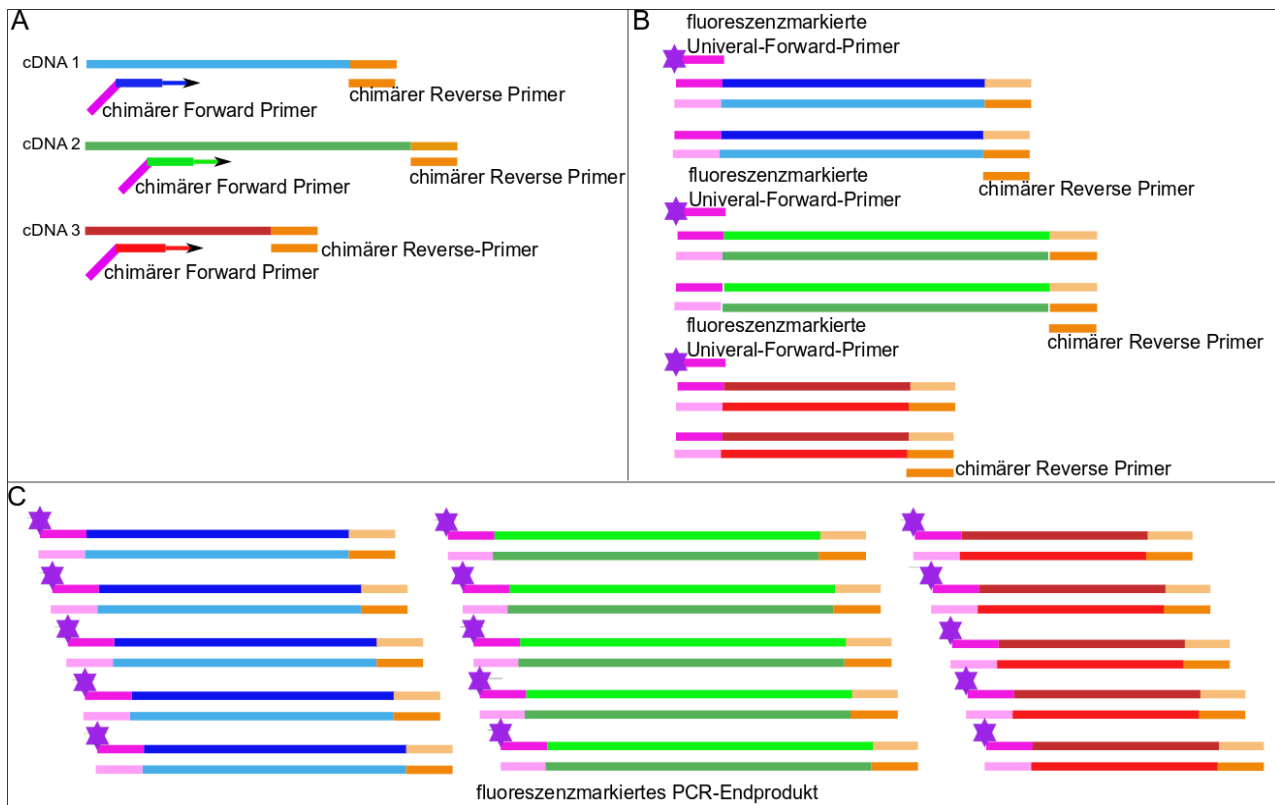 A
cDNA 1
chimärer Forward Primer
chimärer Reverse Primer
cDNA 2
chimärer Forward Primer
chimärer Reverse Primer
cDNA 3
chimärer Forward Primer
chimärer Reverse-Primer
B
fluoreszenzmarkierte
Univeral-Forward-Primer
chimärer Reverse Primer
fluoreszenzmarkierte
Univeral-Forward-Primer
chimärer Reverse Primer
fluoreszenzmarkierte
Univeral-Forward-Primer
chimärer Reverse Primer
C
fluoreszenzmarkiertes PCR-Endprodukt